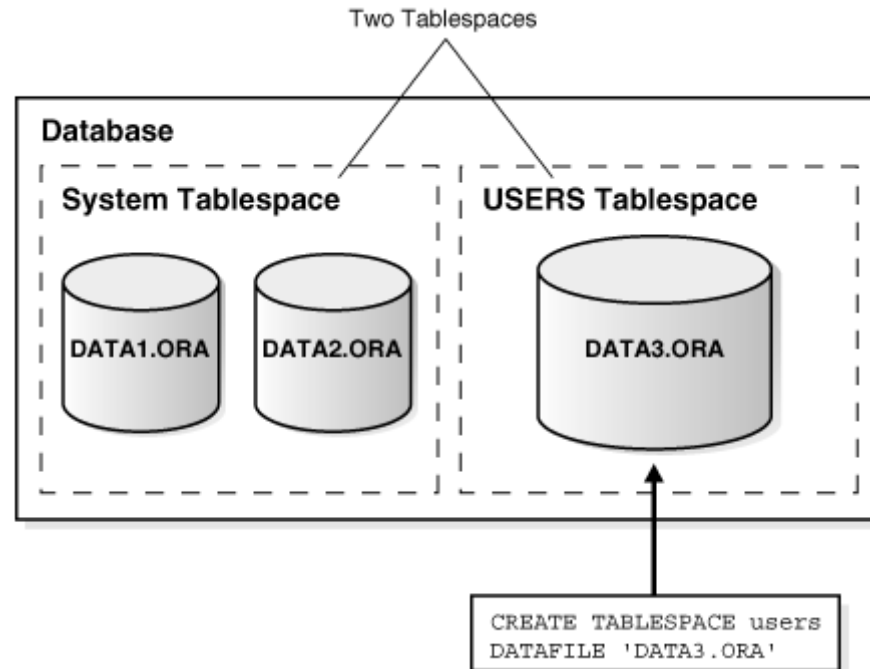 Two Tablespaces
Database
System Tablespace
USERS Tablespace
DATA1.ORA
DATA2.ORA
DATA3.ORA
CREATE TABLESPACE users
DATAFILE 'DATA3.ORA'